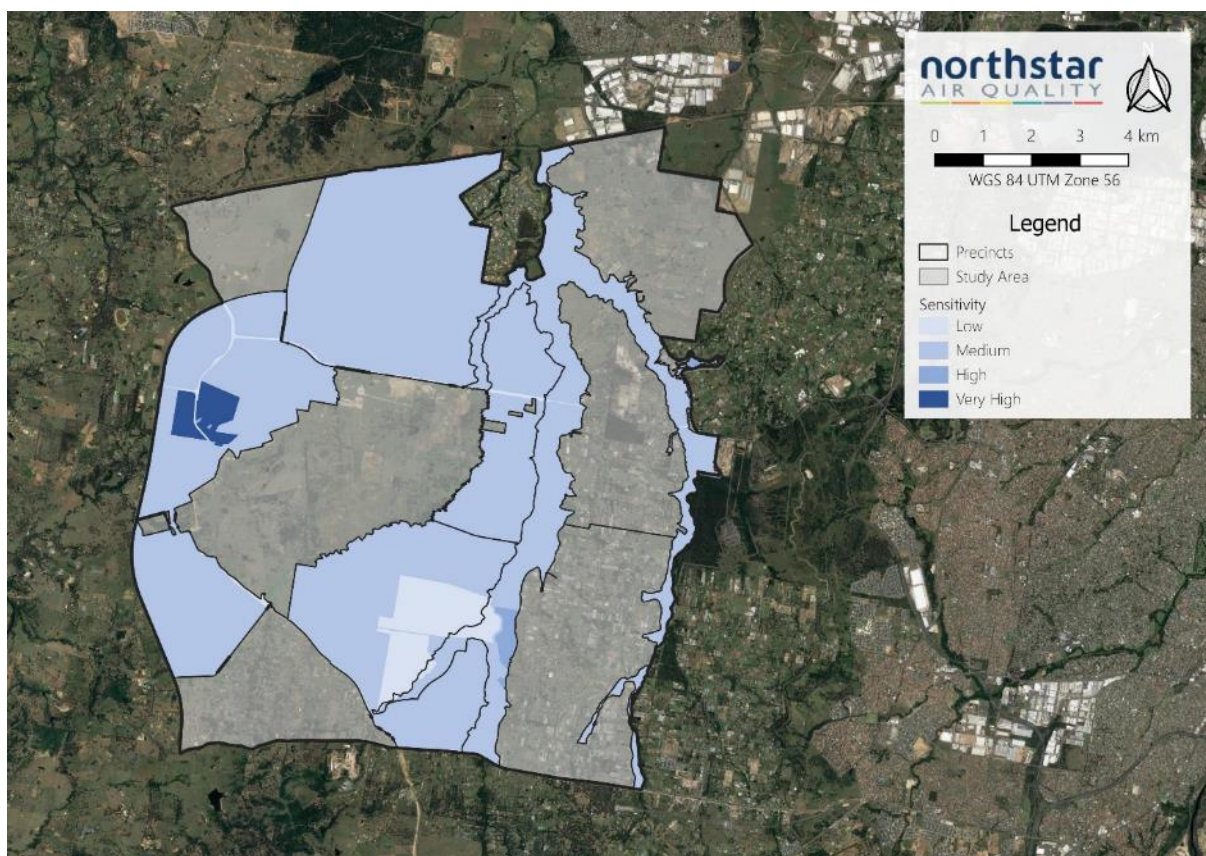 northstar
AIR QUALITY
N
0 1 2 3 4 km
WGS 84 UTM Zone 56
Legend
Precincts
Study Area
Sensitivity
Low
Medium
High
Very High